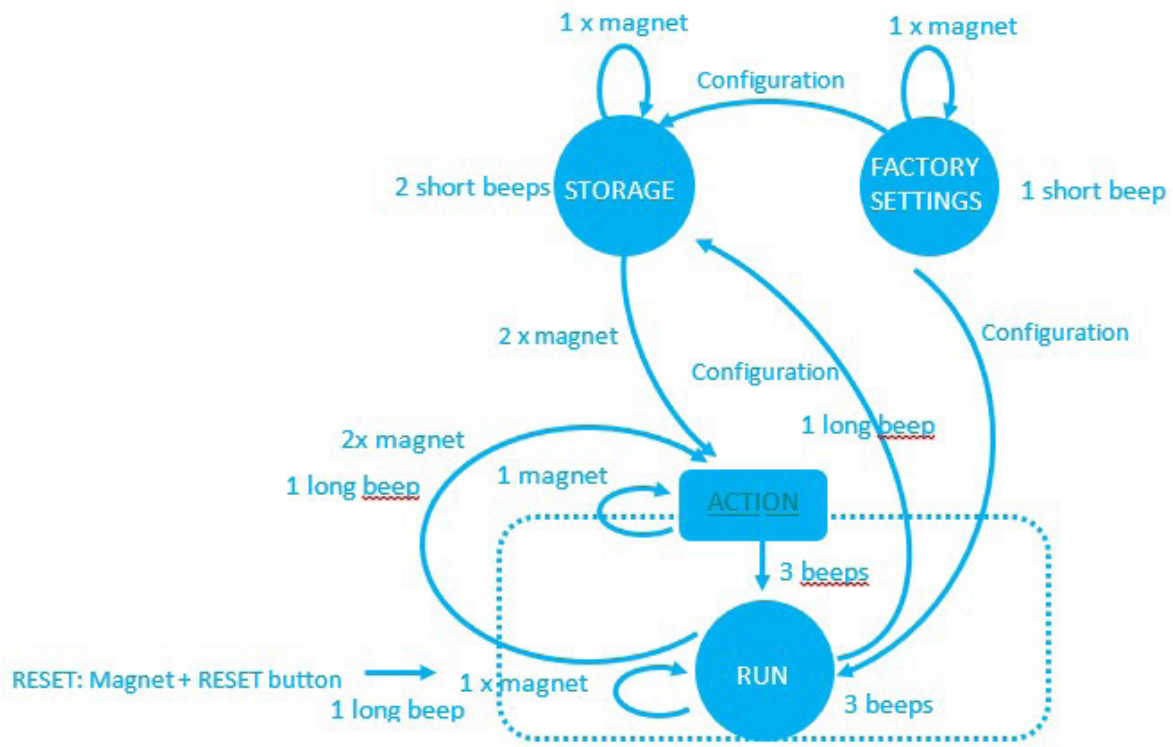 1 x magnet
1 x magnet
Configuration
2 short beeps
STORAGE
FACTORY
SETTINGS
1 short beep
2 x magnet
Configuration
Configuration
1 long beep
2x magnet
1 long beep
1 magnet
ACTION
3 beeps
RESET: Magnet + RESET button
1 long beep
1 x magnet
RUN
3 beeps